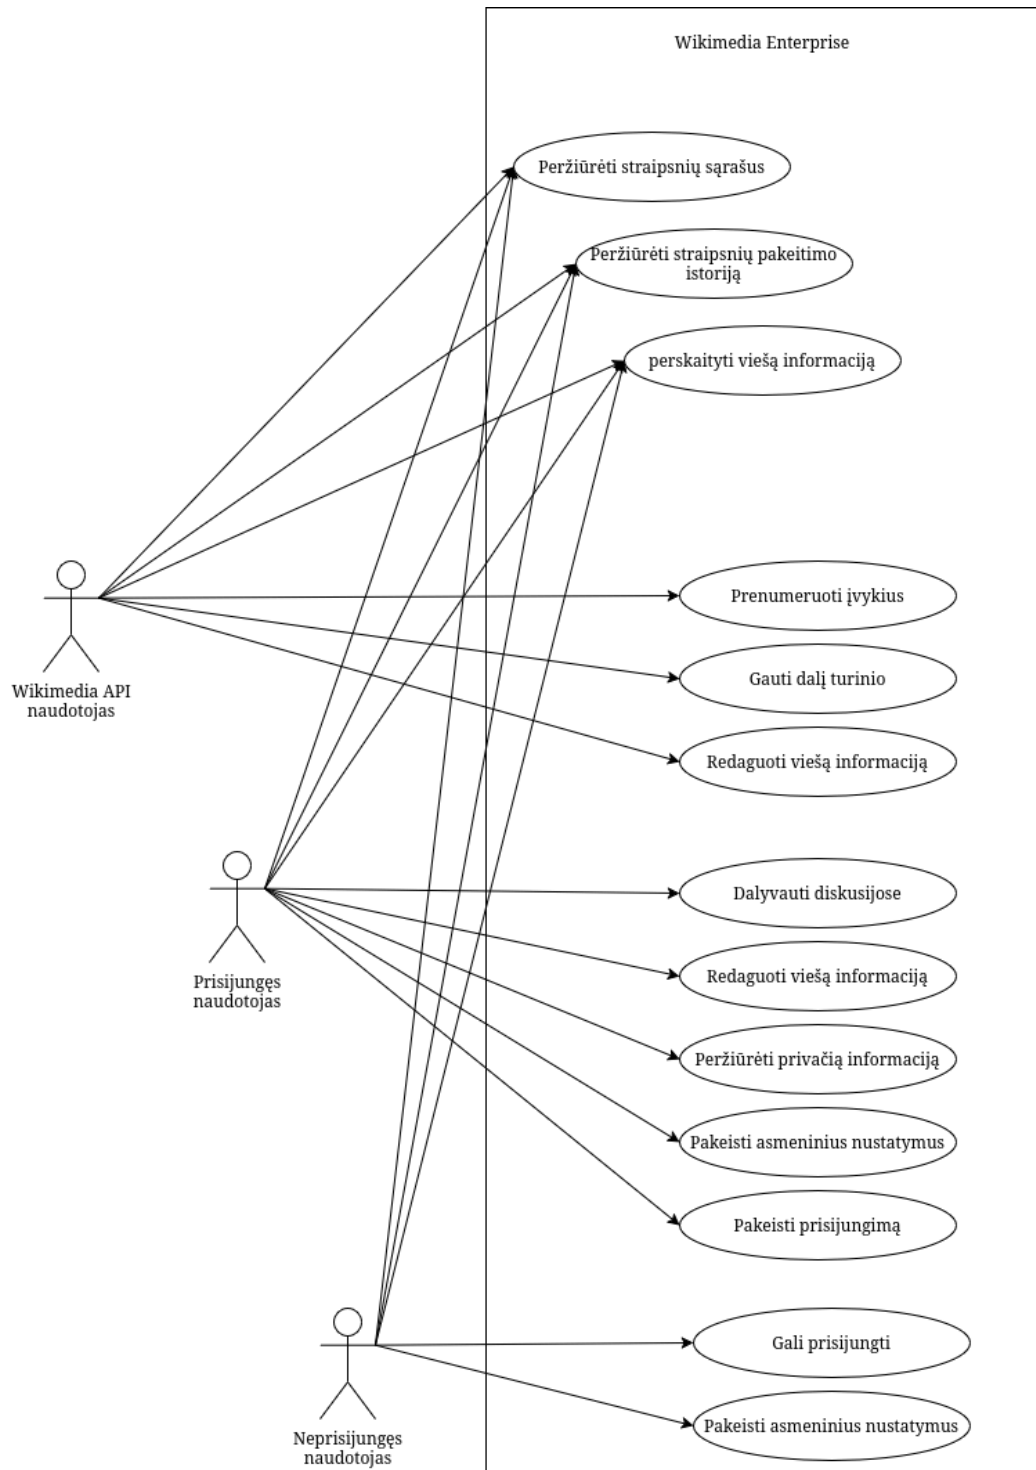 Wikimedia Enterprise
Peržiūrėti straipsnių sąrašus
Peržiūrėti straipsnių pakeitimo
istoriją
perskaityti viešą informaciją
Prenumeruoti įvykius
Gauti dalį turinio
Redaguoti viešą informaciją
Wikimedia API
naudotojas
Dalyvauti diskusijose
Redaguoti viešą informaciją
Peržiūrėti privačią informaciją
Pakeisti asmeninius nustatymus
Pakeisti prisijungimą
Prisijungęs
naudotojas
Gali prisijungti
Pakeisti asmeninius nustatymus
Neprisijungęs
naudotojas